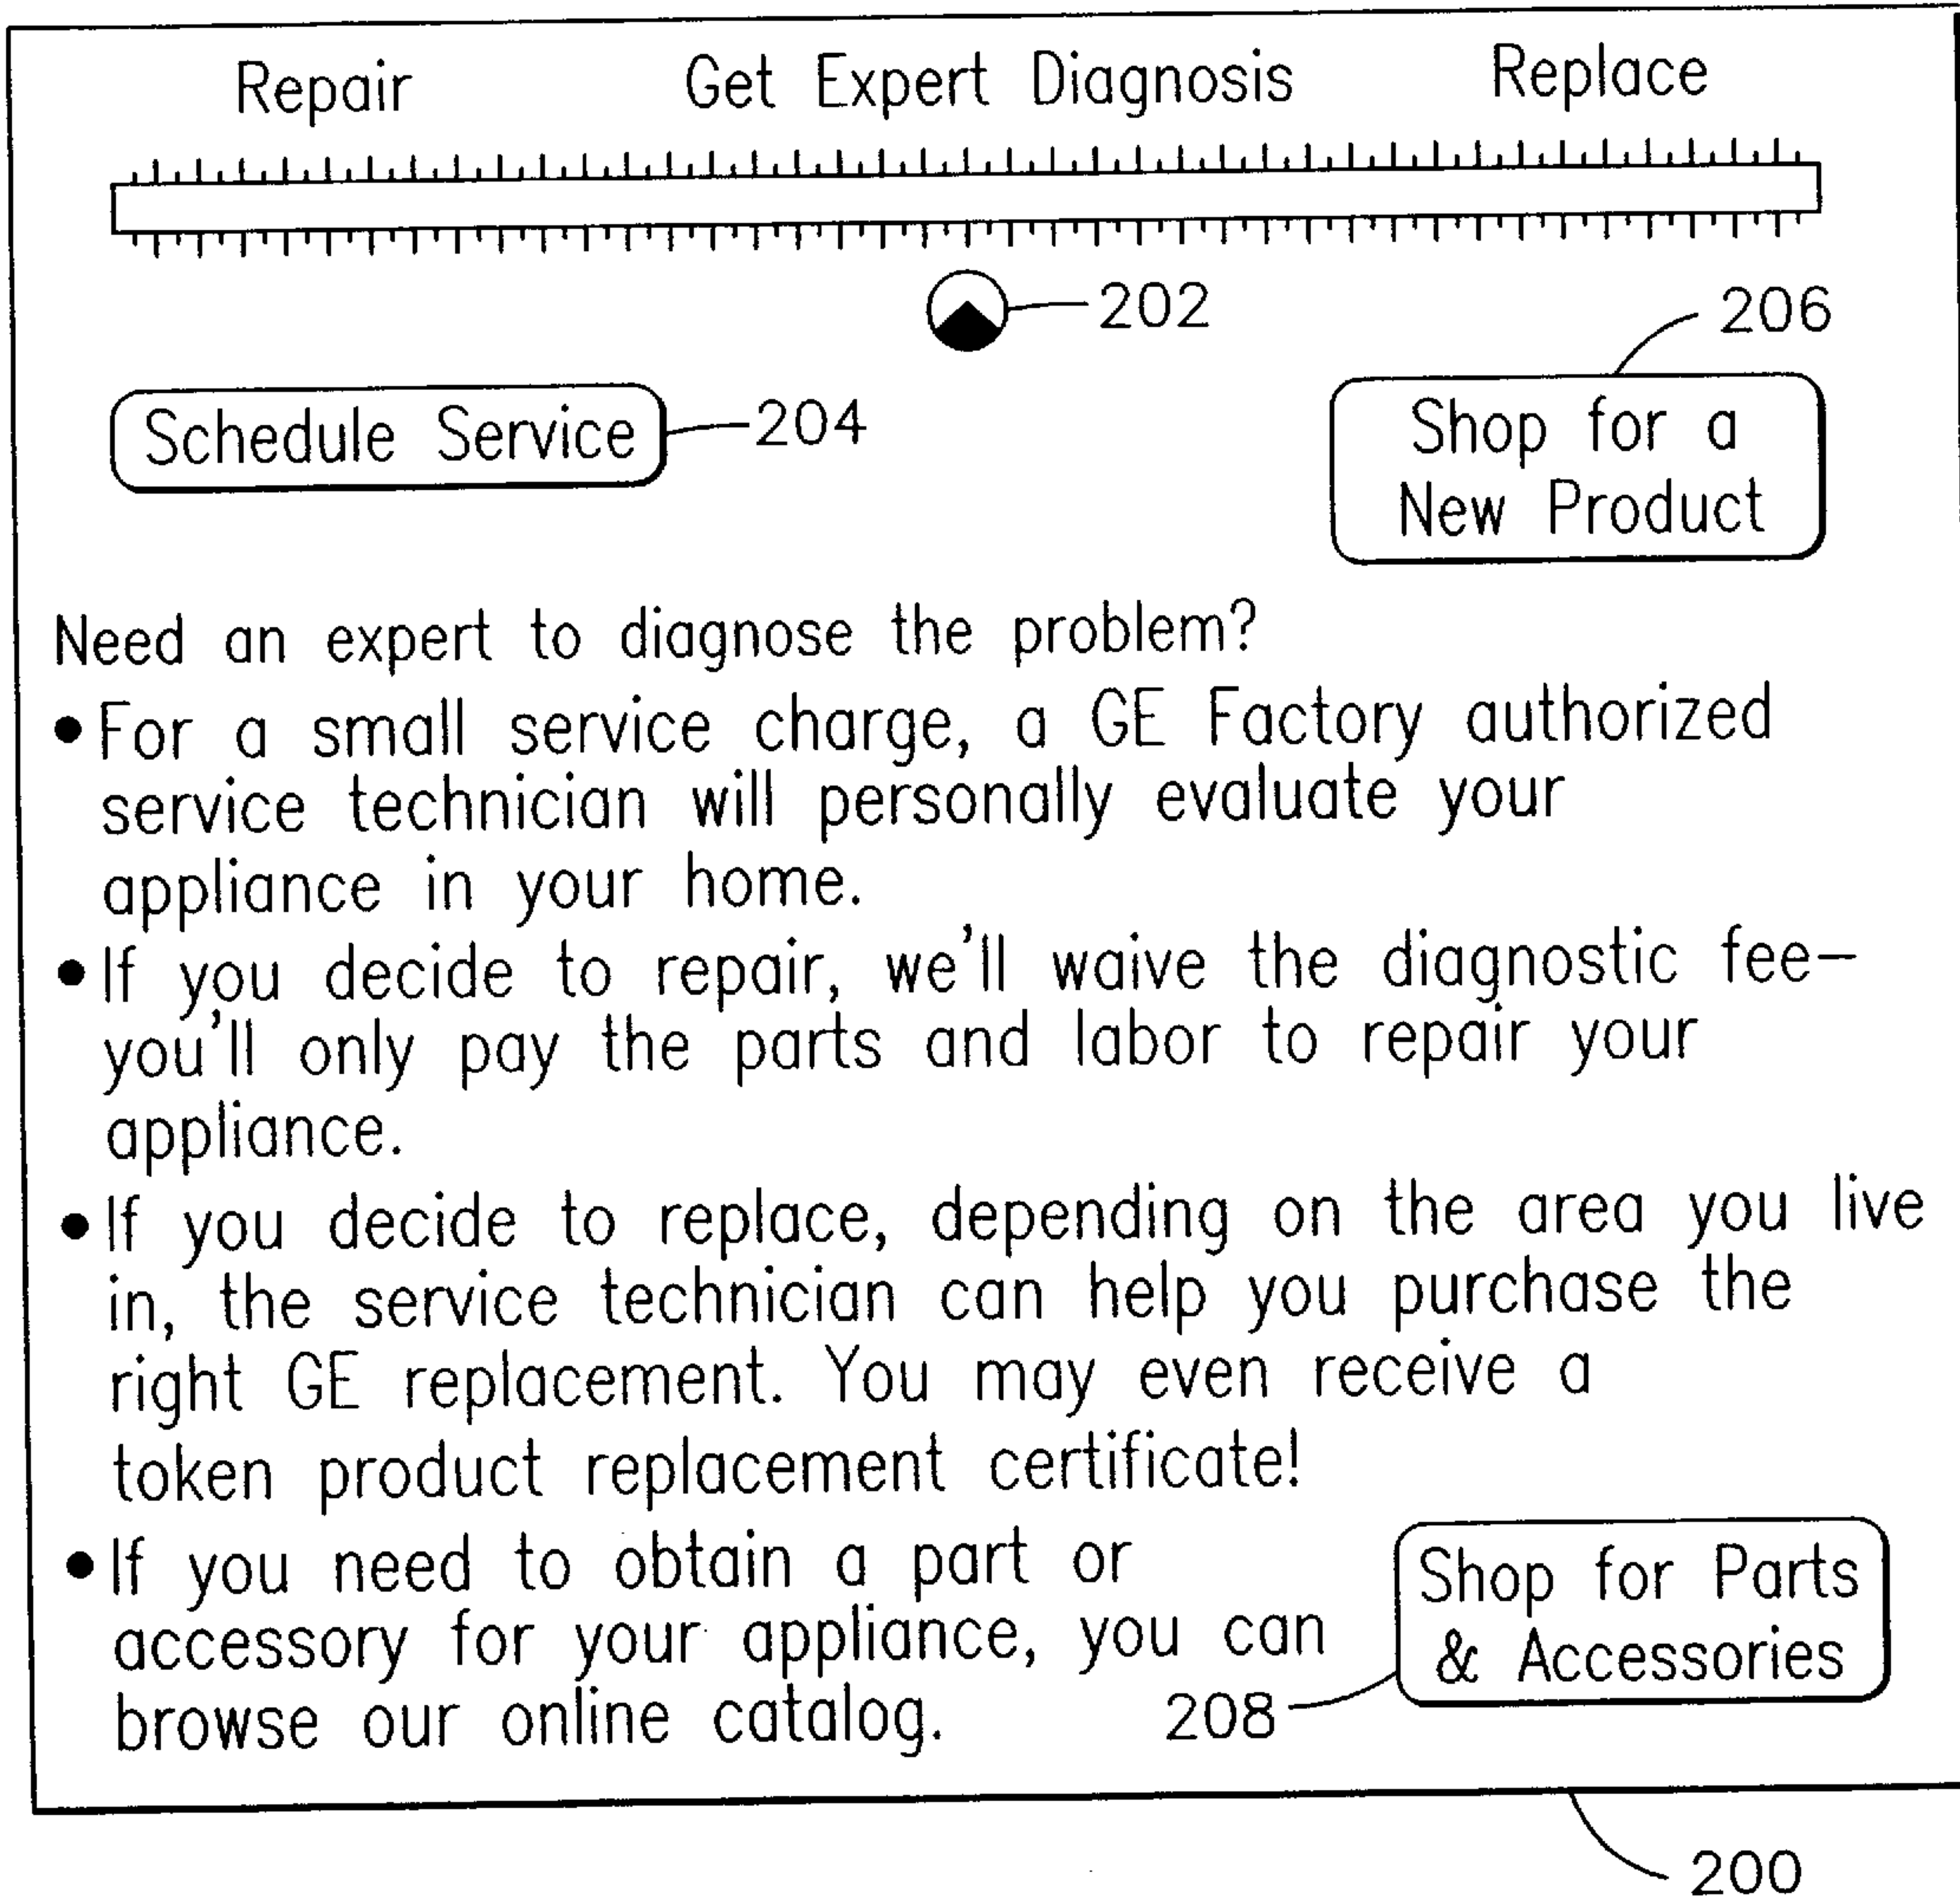 Repair Get Expert Diagnosis Replace
202
206
Schedule Service 204
Shop for a
New Product
Need an expert to diagnose the problem?
• For a small service charge, a GE Factory authorized
service technician will personally evaluate your
appliance in your home.
• If you decide to repair, we'll waive the diagnostic fee–
you'll only pay the parts and labor to repair your
appliance.
• If you decide to replace, depending on the area you live
in, the service technician can help you purchase the
right GE replacement. You may even receive a
token product replacement certificate!
• If you need to obtain a part or
accessory for your appliance, you can
browse our online catalog.
Shop for Parts
& Accessories
208
200